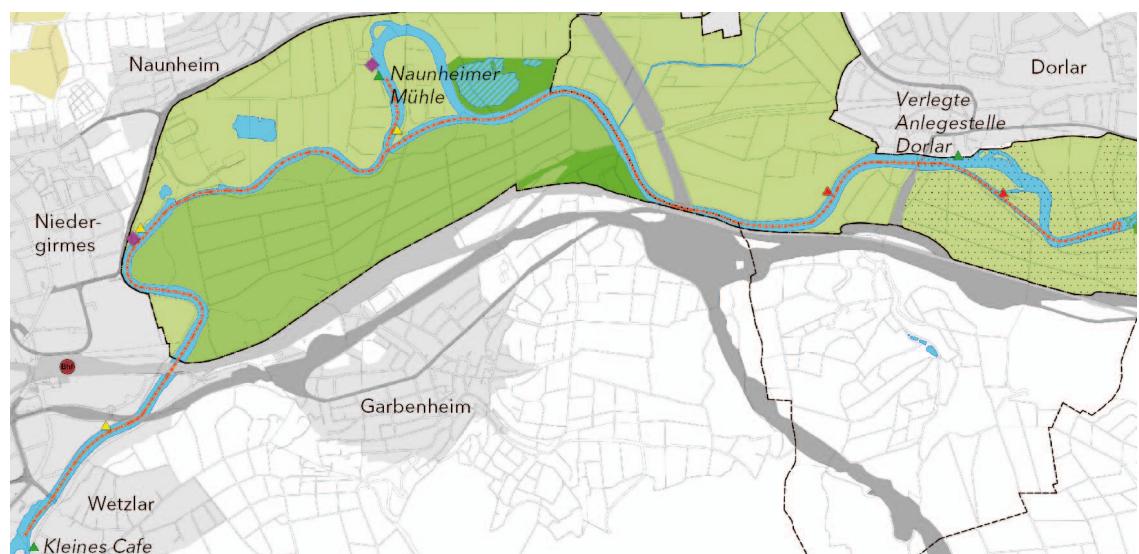 Naunheim
Naunheimer
Mühle
Dorlar
Verlegte
Anlegestelle
Dorlar
Nieder-
girmes
Bhf
Garbenheim
Wetzlar
Kleines Cafe